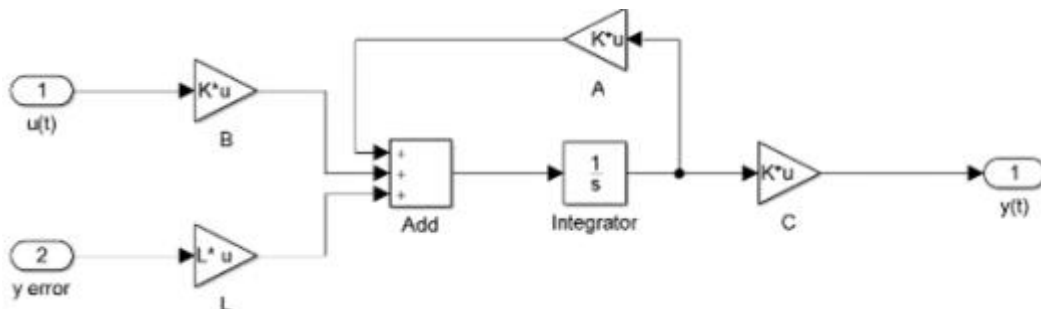 K*u
A
1
u(t)
K*u
B
+
+
+
Add
1
s
Integrator
K*u
C
1
y(t)
2
y error
L* u
L